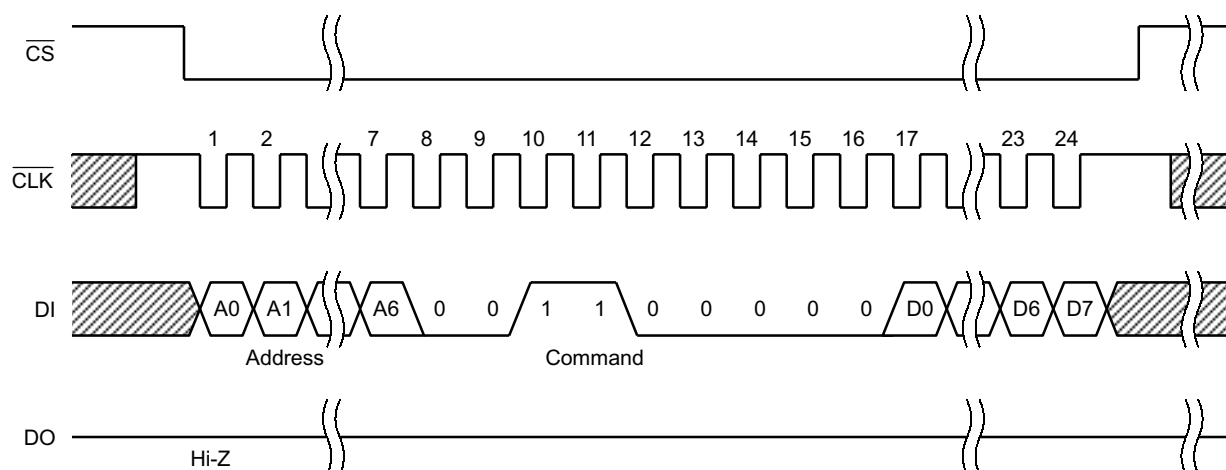 CS
1 2 7 8 9 10 11 12 13 14 15 16 17 23 24
CLK
DI A0 A1 A6 0 0 1 1 0 0 0 0 0 D0 D6 D7
Address Command
DO
Hi-Z